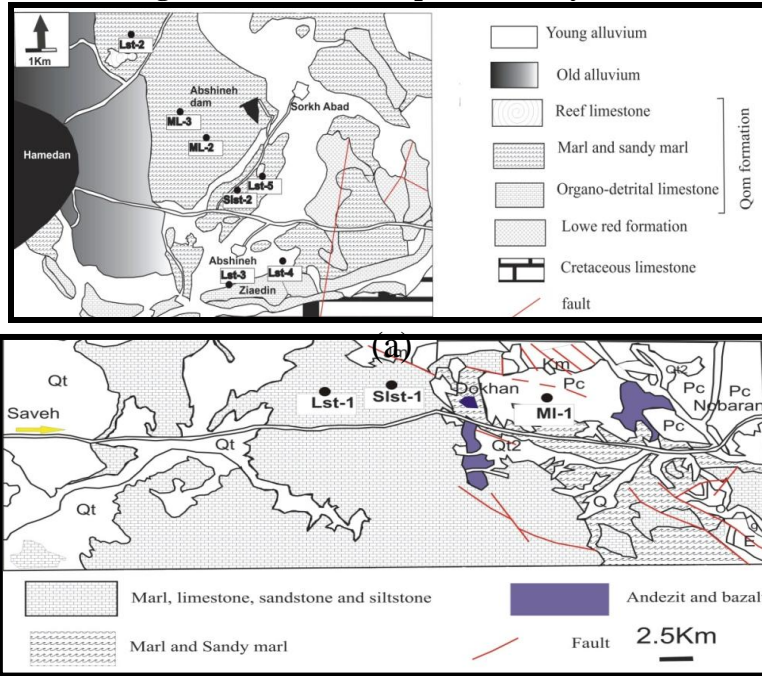 Lst-2
1Km
Abshineh
dam
Sorkh Abad
ML-3
ML-2
Hamedan
Lst-5
Slst-2
Abshineh
Lst-3
Lst-4
Ziaedin
Young alluvium
Old alluvium
Reef limestone
Marl and sandy marl
Organo-detrital limestone
Qom formation
Lowe red formation
Cretaceous limestone
fault
(a)
Qt
Km
Qt2
Pc
Pc
Pc
Dokhan
Nobaran
Lst-1
Slst-1
Ml-1
Pc
Saveh
Qt
Qt2
Qt
Q
E
Marl, limestone, sandstone and siltstone
Andezit and bazalt
Marl and Sandy marl
Fault
2.5Km